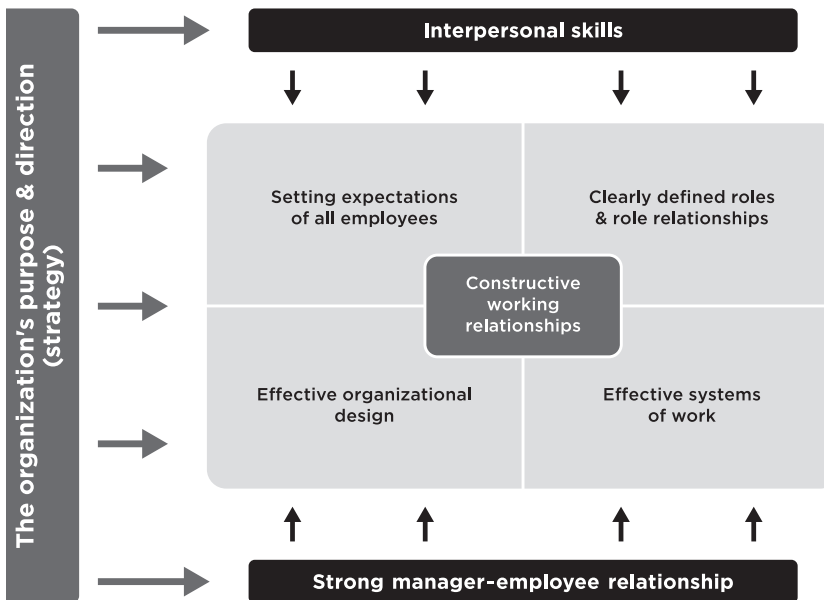 The organization's purpose & direction
(strategy)
Interpersonal skills
Setting expectations
of all employees
Clearly defined roles
& role relationships
Constructive
working
relationships
Effective organizational
design
Effective systems
of work
Strong manager-employee relationship